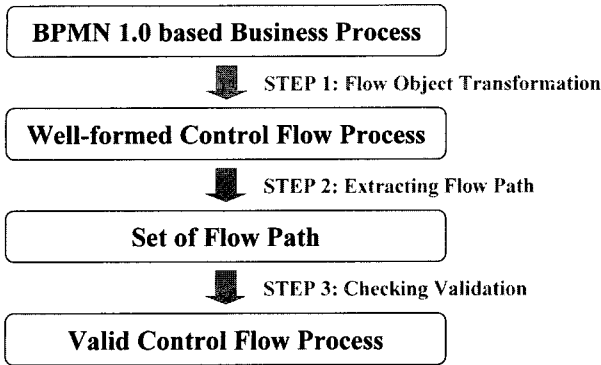 BPMN 1.0 based Business Process
STEP 1: Flow Object Transformation
Well-formed Control Flow Process
STEP 2: Extracting Flow Path
Set of Flow Path
STEP 3: Checking Validation
Valid Control Flow Process